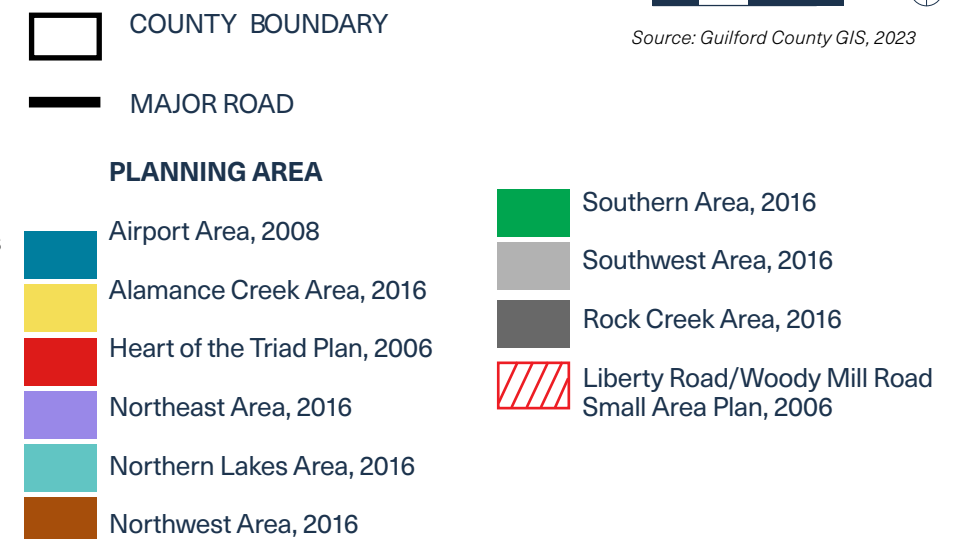 COUNTY BOUNDARY
Source: Guilford County GIS, 2023
MAJOR ROAD
PLANNING AREA
Airport Area, 2008
Alamance Creek Area, 2016
Heart of the Triad Plan, 2006
Northeast Area, 2016
Northern Lakes Area, 2016
Northwest Area, 2016
Southern Area, 2016
Southwest Area, 2016
Rock Creek Area, 2016
Liberty Road/Woody Mill Road
Small Area Plan, 2006